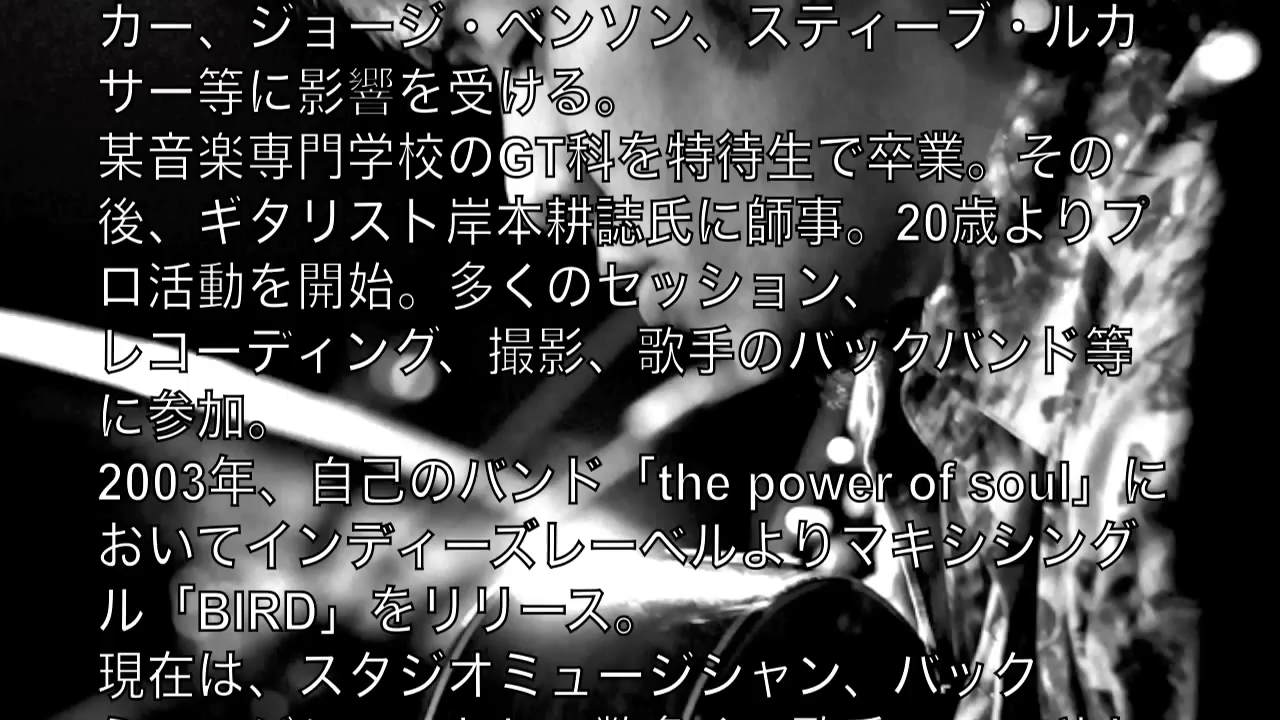 カー、ジョージ・ベンソン、スティーブ・ルカ
サー等に影響を受ける。
某音楽専門学校のGT科を特待生で卒業。その
後、ギタリスト岸本耕誌氏に師事。20歳よりプ
ロ活動を開始。多くのセッション、
レコーディング、撮影、歌手のバックバンド等
に参加。
2003年、自己のバンド「the power of soul」に
おいてインディーズレーベルよりマキシシング
ル「BIRD」をリリース。
現在は、スタジオミュージシャン、バック